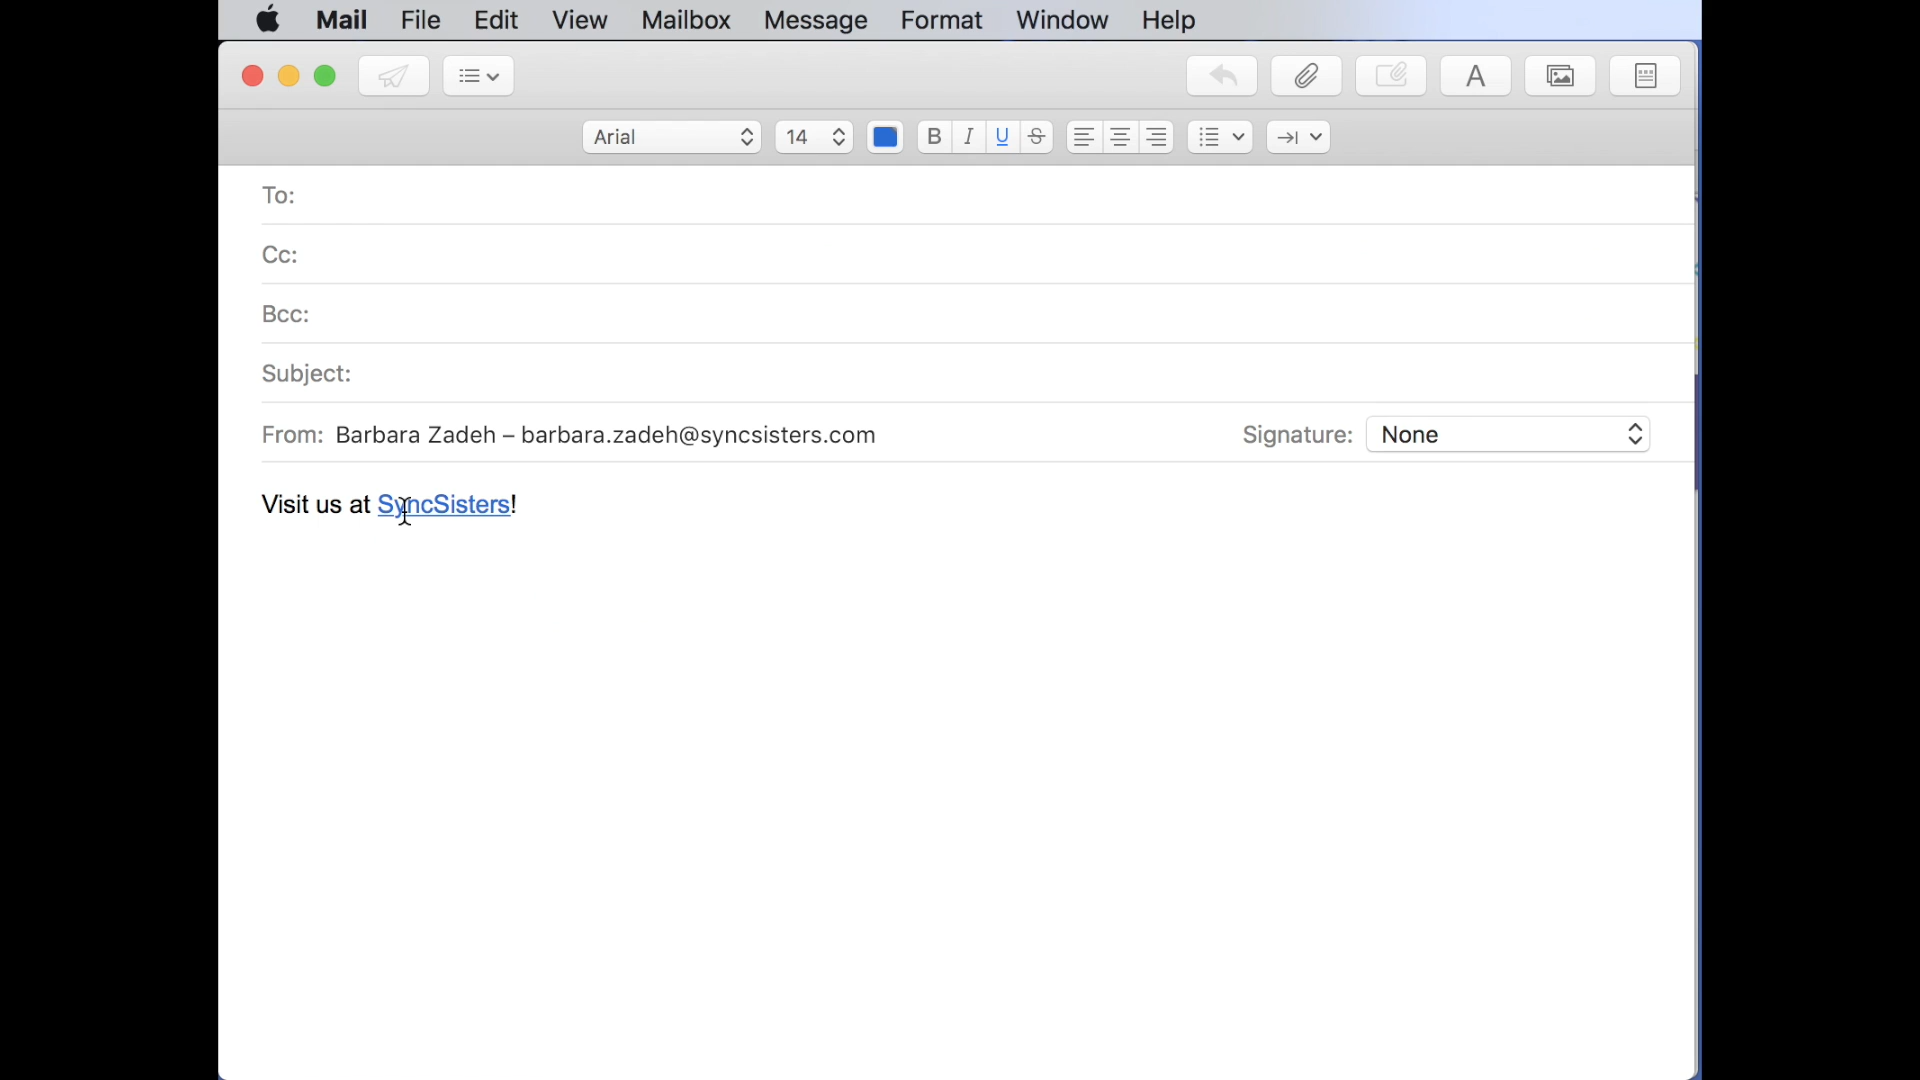 Mail File Edit View Mailbox Message Format Window Help
Arial 14 B I U S
To:
Cc:
Bcc:
Subject:
From: Barbara Zadeh – barbara.zadeh@syncsisters.com Signature: None
Visit us at SyncSisters!